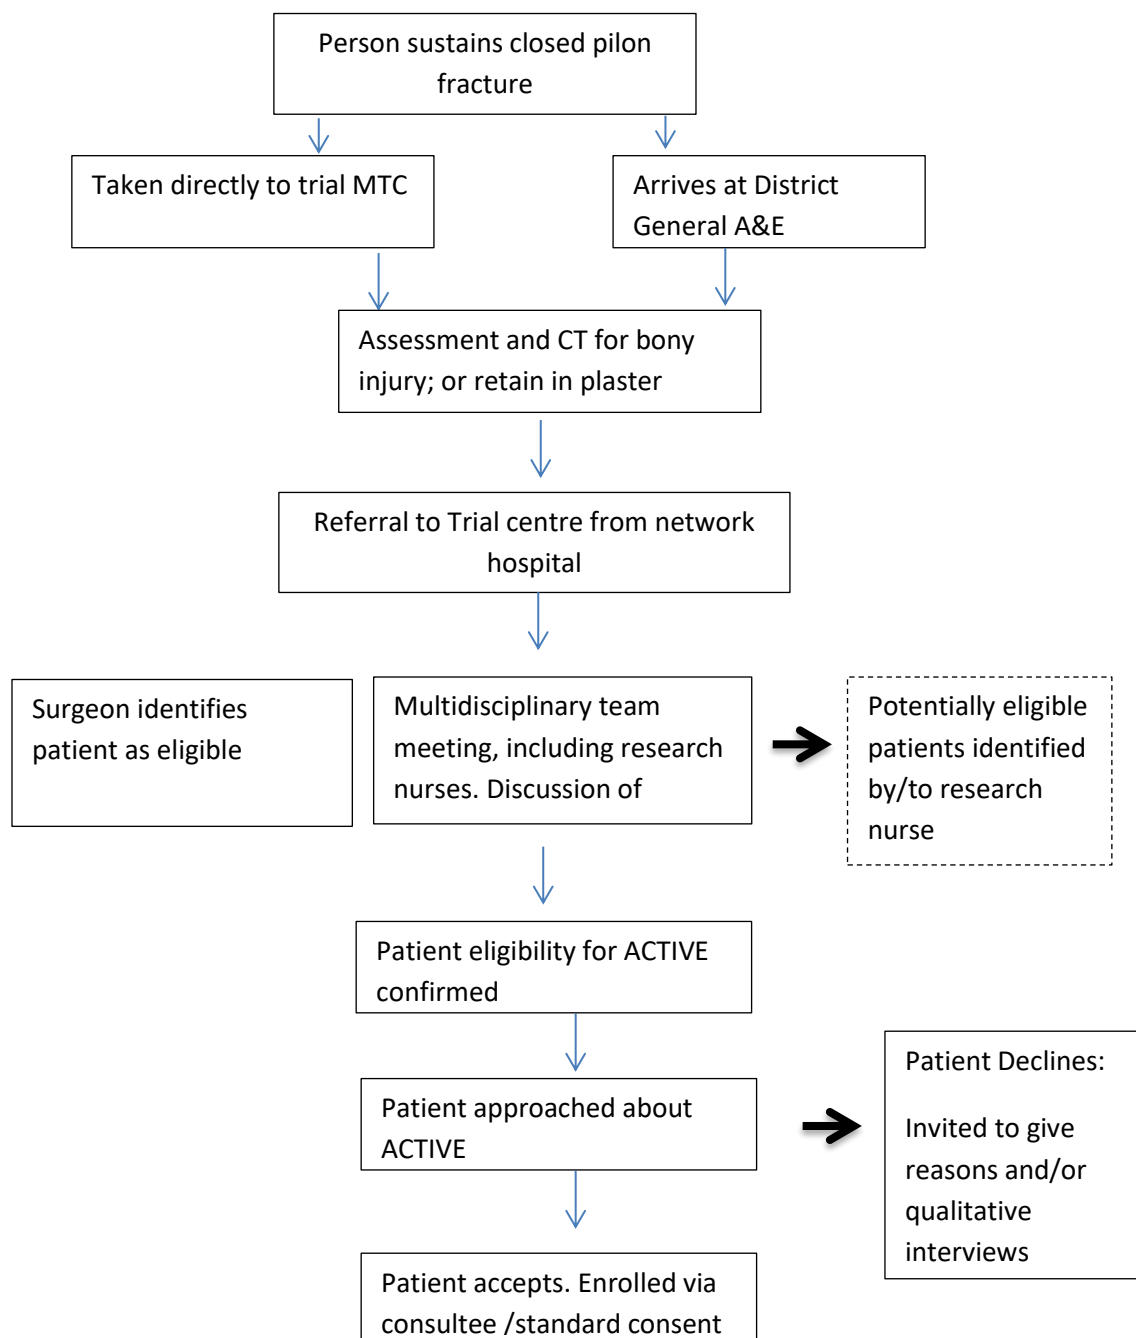 Person sustains closed pilon
fracture
Taken directly to trial MTC
Arrives at District
General A&E
Assessment and CT for bony
injury; or retain in plaster
Referral to Trial centre from network
hospital
Surgeon identifies
patient as eligible
Multidisciplinary team
meeting, including research
nurses. Discussion of
Potentially eligible
patients identified
by/to research
nurse
Patient eligibility for ACTIVE
confirmed
Patient approached about
ACTIVE
Patient Declines:
Invited to give
reasons and/or
qualitative
interviews
Patient accepts. Enrolled via
consultee /standard consent